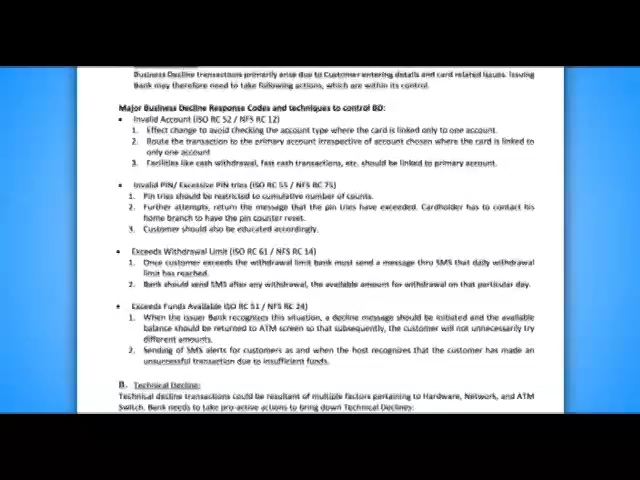 Business Decline transactions primarily arise due to Customer entering details and card related issues. Issuing
Bank may therefore need to take following actions, which are within its control.
Major Business Decline Response Codes and techniques to control BD:
• Invalid Account (ISO RC 52 / NFS RC 12)
1. Effect change to avoid checking the account type where the card is linked only to one account.
2. Route the transaction to the primary account irrespective of account chosen where the card is linked to
only one account
3. Facilities like cash withdrawal, fast cash transactions, etc. should be linked to primary account.
• Invalid PIN/ Excessive PIN tries (ISO RC 55 / NFS RC 75)
1. Pin tries should be restricted to cumulative number of counts.
2. Further attempts, return the message that the pin tries have exceeded. Cardholder has to contact his
home branch to have the pin counter reset.
3. Customer should also be educated accordingly.
• Exceeds Withdrawal Limit (ISO RC 61 / NFS RC 14)
1. Once customer exceeds the withdrawal limit bank must send a message thru SMS that daily withdrawal
limit has reached.
2. Bank should send SMS after any withdrawal, the available amount for withdrawal on that particular day.
• Exceeds Funds Available ISO RC 51 / NFS RC 24)
1. When the Issuer Bank recognizes this situation, a decline message should be initiated and the available
balance should be returned to ATM screen so that subsequently, the customer will not unnecessarily try
different amounts.
2. Sending of SMS alerts for customers as and when the host recognizes that the customer has made an
unsuccessful transaction due to insufficient funds.
B. Technical Decline:
Technical decline transactions could be resultant of multiple factors pertaining to Hardware, Network, and ATM
Switch. Bank needs to take pro-active actions to bring down Technical Declines: